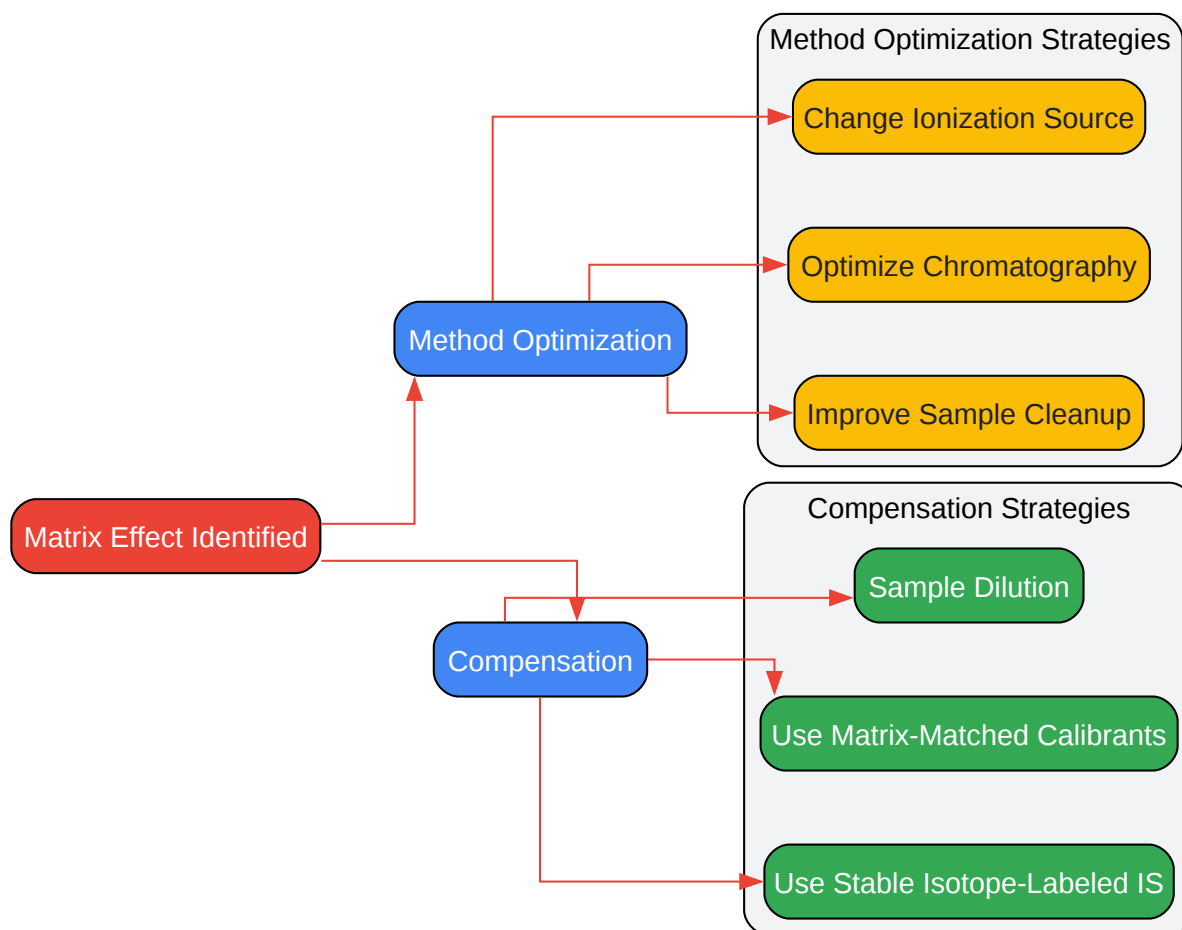 Method Optimization Strategies
Change Ionization Source
Optimize Chromatography
Method Optimization
Improve Sample Cleanup
Matrix Effect Identified
Compensation Strategies
Sample Dilution
Compensation
Use Matrix-Matched Calibrants
Use Stable Isotope-Labeled IS